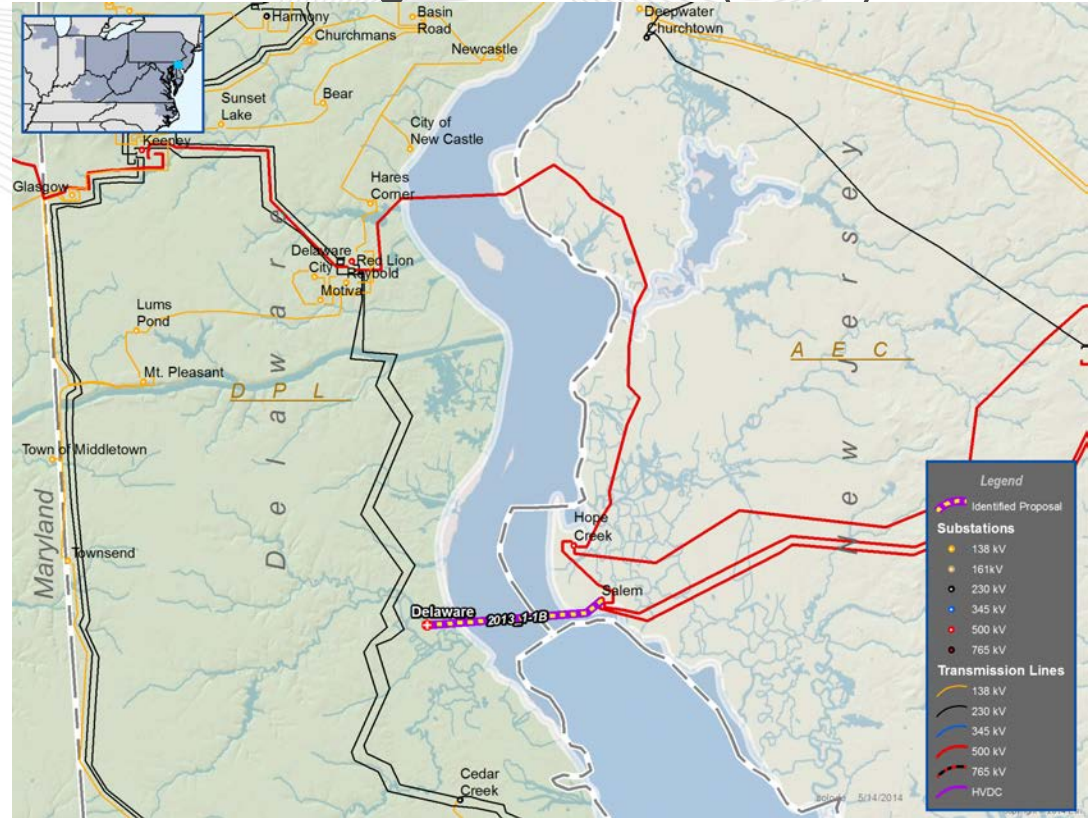 Harmony
Basin
Road
Deepwater
Churchtown
Churchmans
Newcastle
Sunset
Lake
Bear
City of
New Castle
Keeney
Glasgow
Hares
Corner
Delaware
City
Red Lion
Reybold
Motiva
Lums
Pond
Mt. Pleasant
D P L
A E C
Delaware
New Jersey
Maryland
Town of Middletown
Townsend
Hope
Creek
Salem
Delaware
2013_1-1B
Cedar
Creek
Legend
Identified Proposal
Substations
138 kV
161kV
230 kV
345 kV
500 kV
765 kV
Transmission Lines
138 kV
230 kV
345 kV
500 kV
765 kV
HVDC
5/14/2014